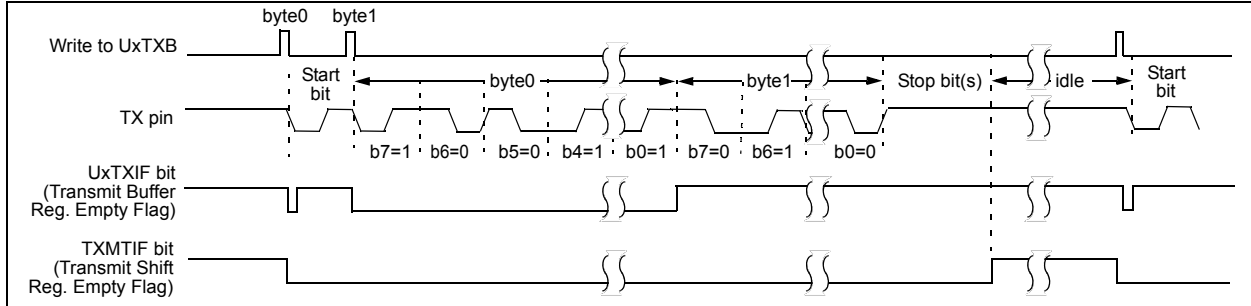 byte0 byte1
Write to UxTXB
Start
bit
byte0
byte1
Stop bit(s)
idle
Start
bit
TX pin
b7=1 b6=0 b5=0 b4=1 b0=1 b7=0 b6=1 b0=0
UxTXIF bit
(Transmit Buffer
Reg. Empty Flag)
TXMTIF bit
(Transmit Shift
Reg. Empty Flag)